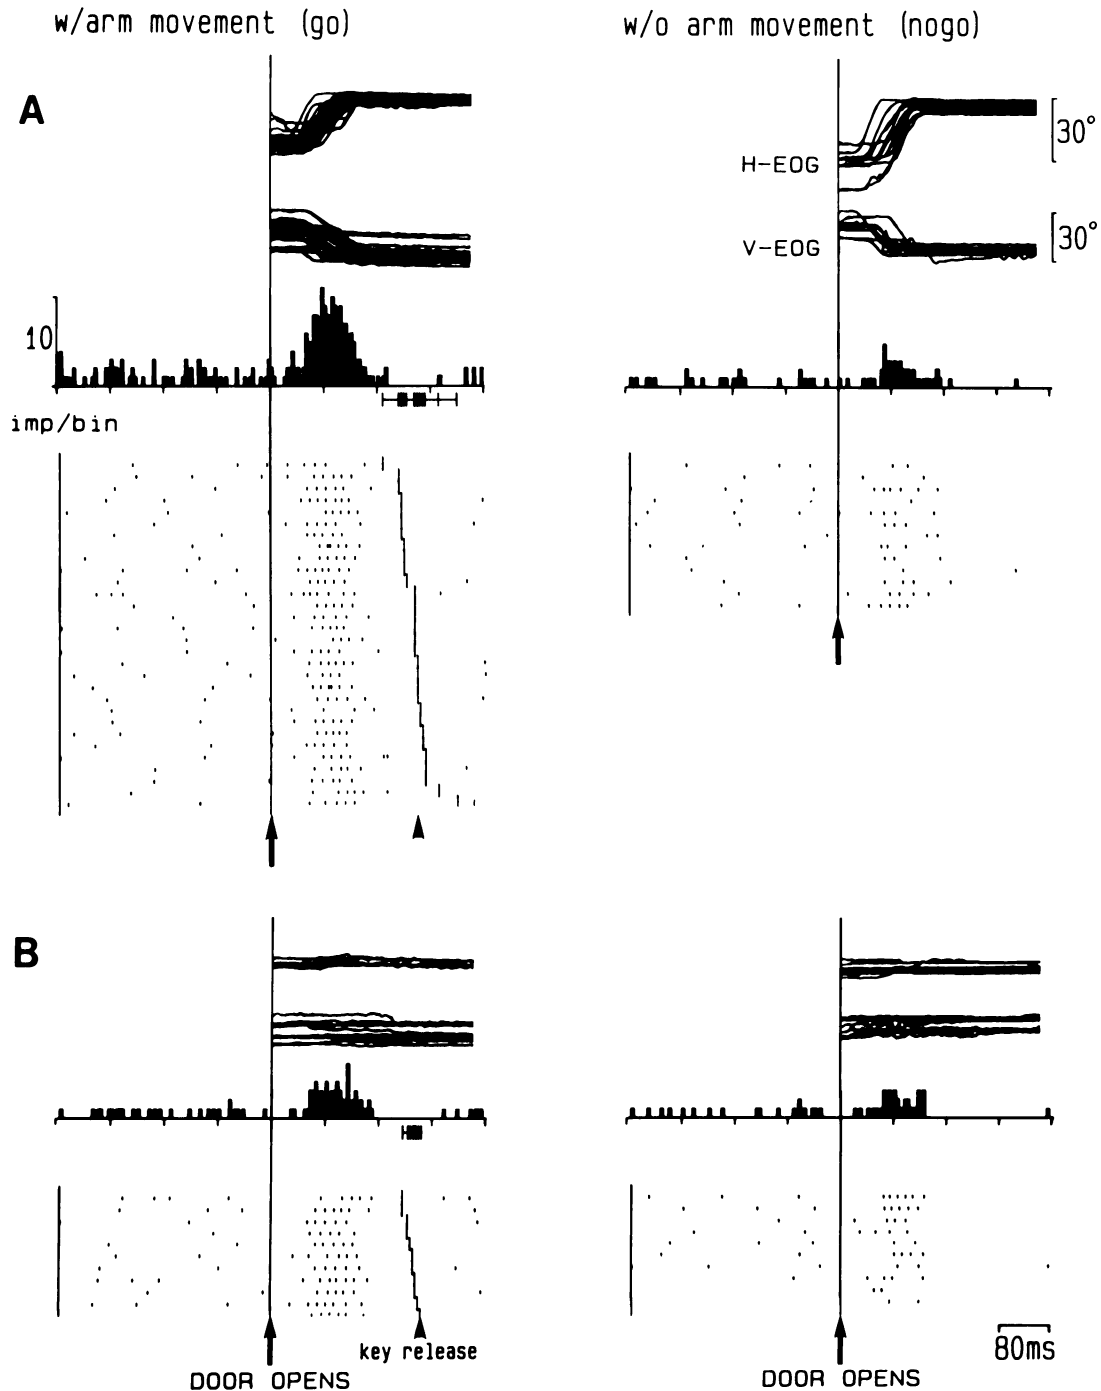 w/arm movement (go)
w/o arm movement (nogo)
A
30°
H-EOG
V-EOG
30°
10
imp/bin
B
key release
80ms
DOOR OPENS
DOOR OPENS